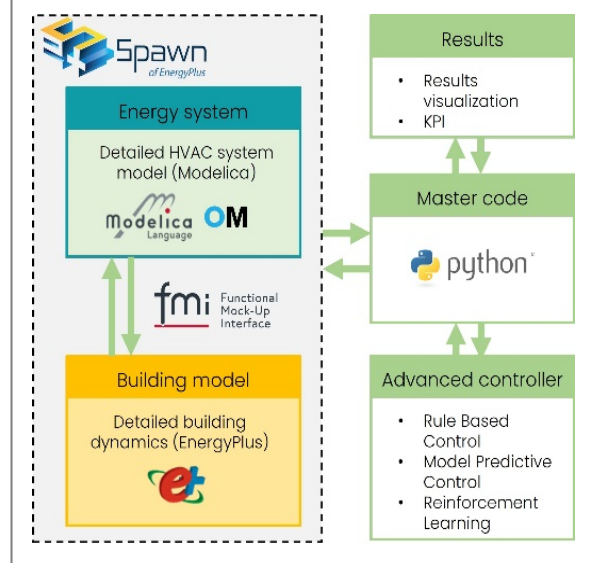 Spawn
of EnergyPlus
Energy system
Detailed HVAC system
model (Modelica)
Modelica
Language
OM
fmi
Functional
Mock-Up
Interface
Building model
Detailed building
dynamics (EnergyPlus)
e+
Results
• Results
visualization
• KPI
Master code
python
Advanced controller
• Rule Based
Control
• Model Predictive
Control
• Reinforcement
Learning